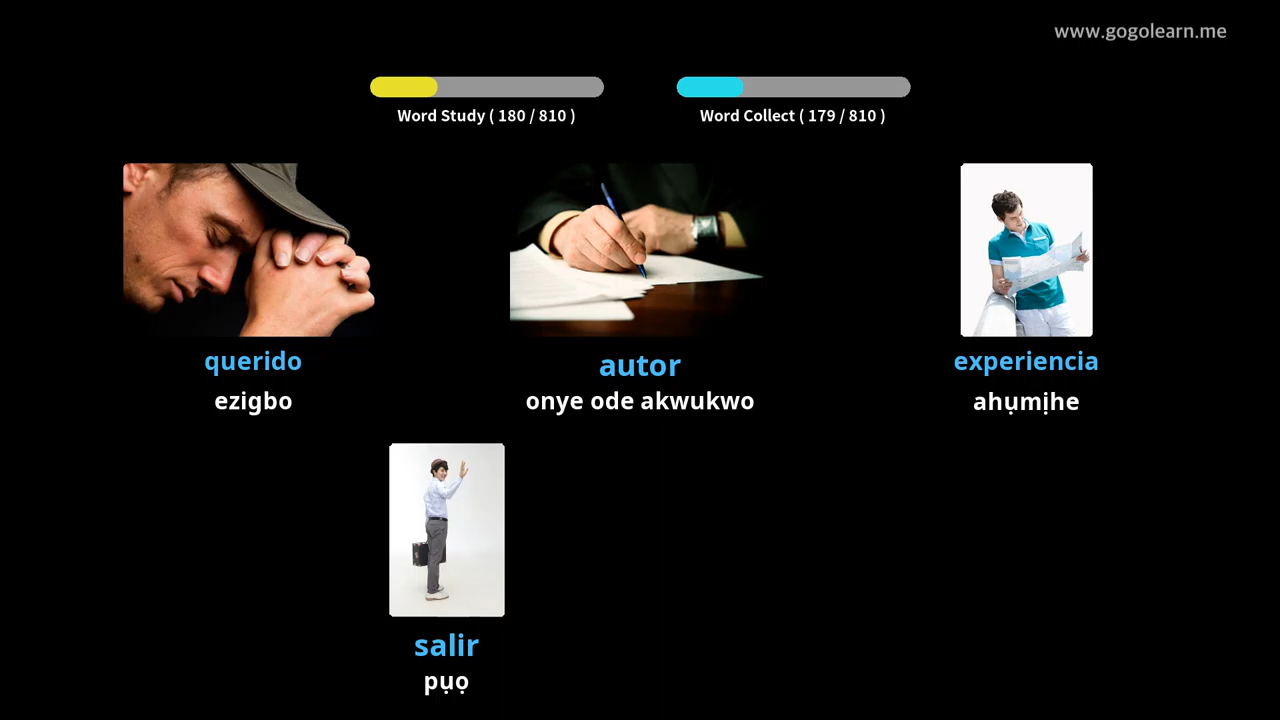 www.gogolearn.me
Word Study ( 180 / 810 )
Word Collect ( 179 / 810 )
querido
ezigbo
autor
onye ode akwukwo
experiencia
ahụmịhe
salir
pụọ